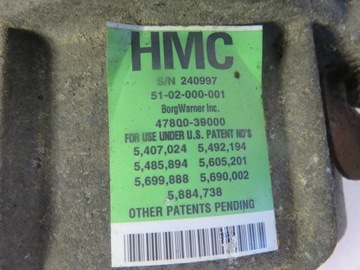 HMC
S/N 240997
51-02-000-001
BorgWarner Inc.
47800-39000
FOR USE UNDER U.S. PATENT NO'S
5,407,024 5,492,194
5,485,894 5,605,201
5,699,888 5,690,002
5,884,738
OTHER PATENTS PENDING